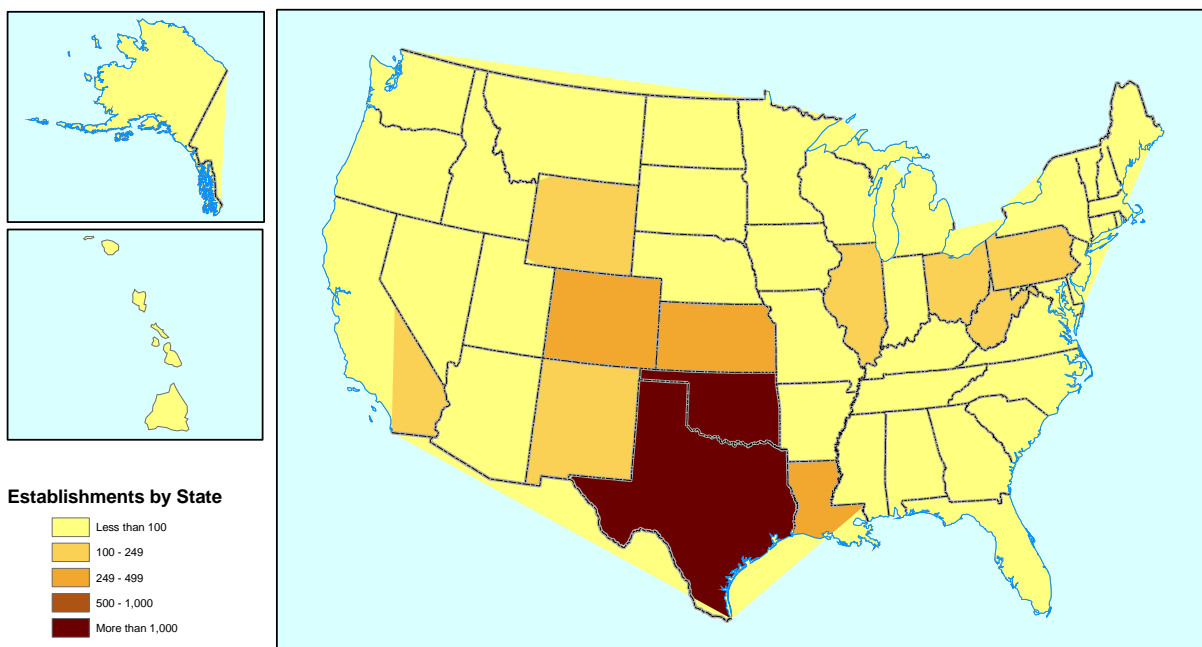 Establishments by State
Less than 100
100 - 249
249 - 499
500 - 1,000
More than 1,000